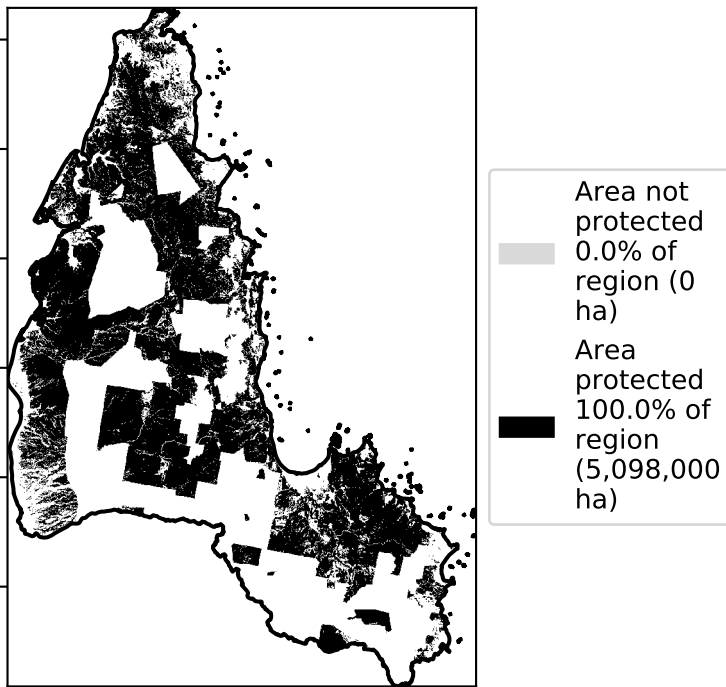 Area not
protected
0.0% of
region (0
ha)
Area
protected
100.0% of
region
(5,098,000
ha)